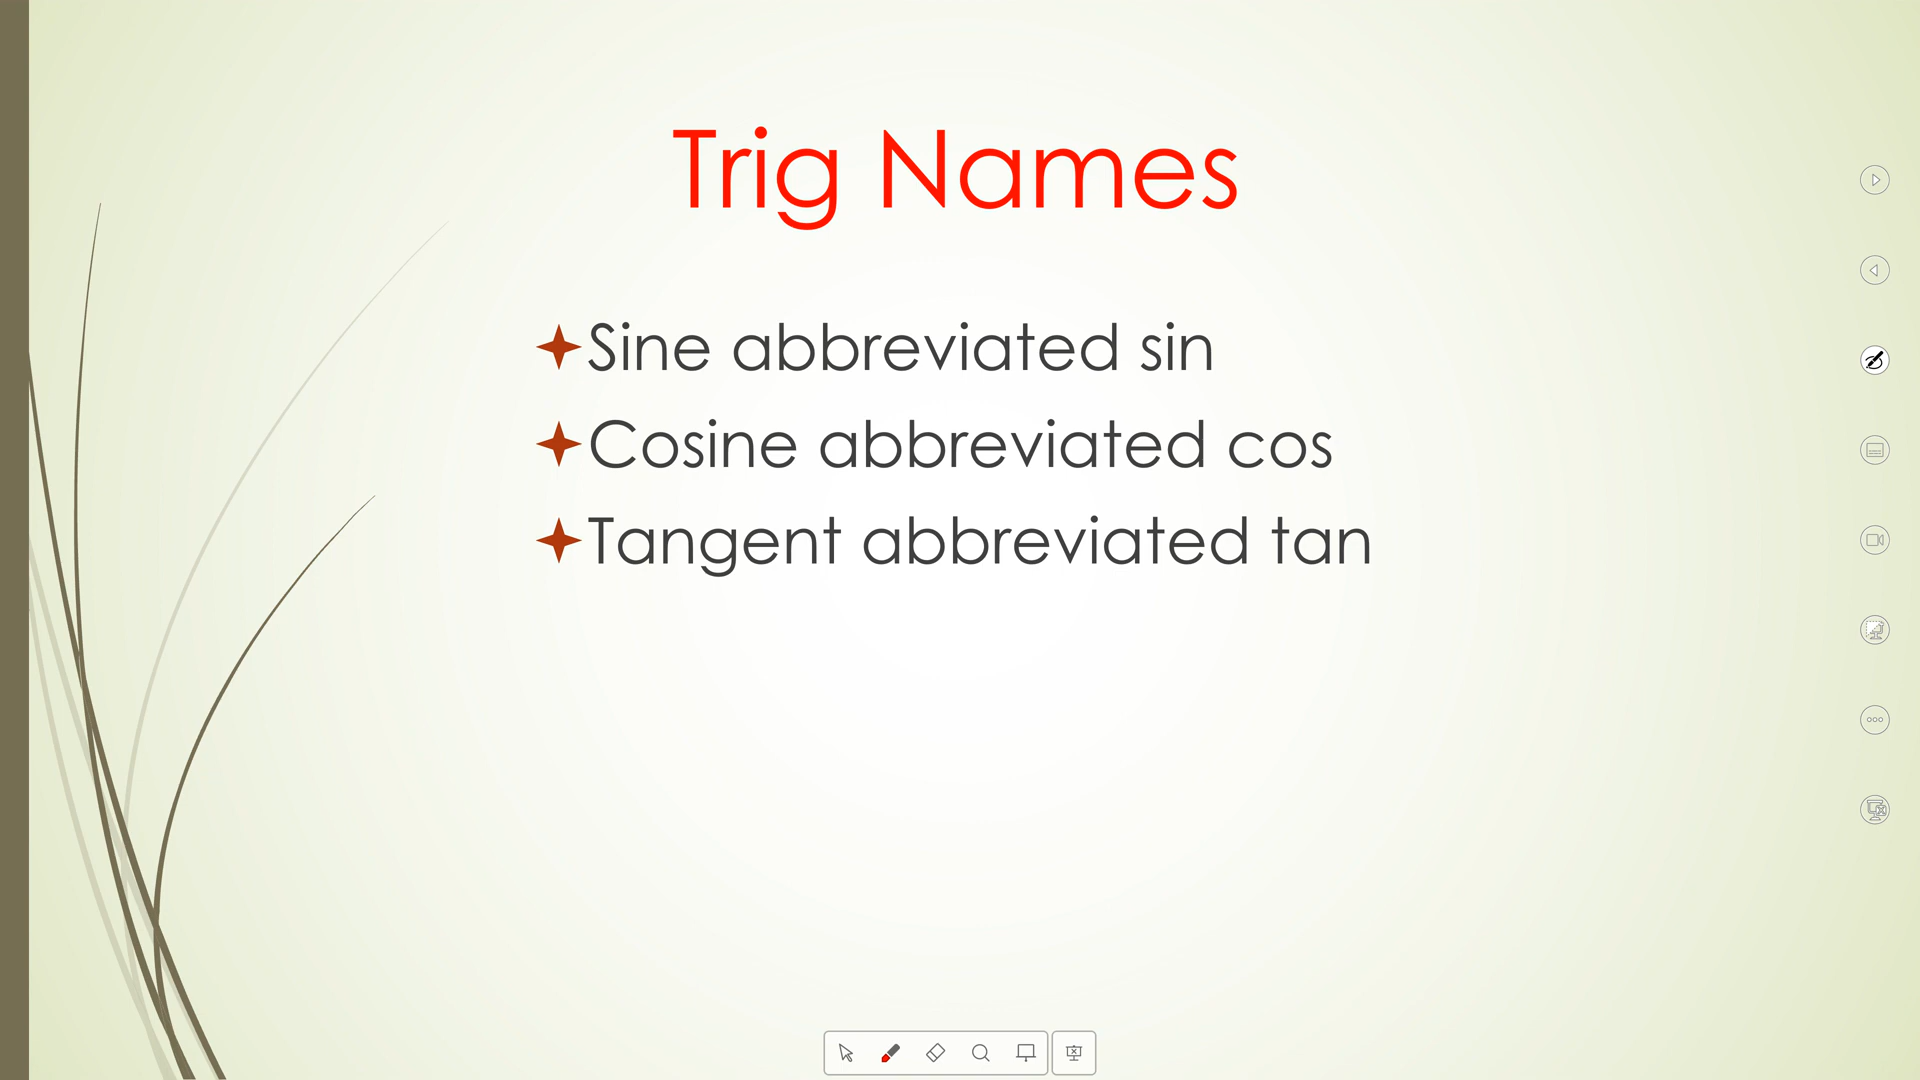 Trig Names
Sine abbreviated sin
Cosine abbreviated cos
Tangent abbreviated tan